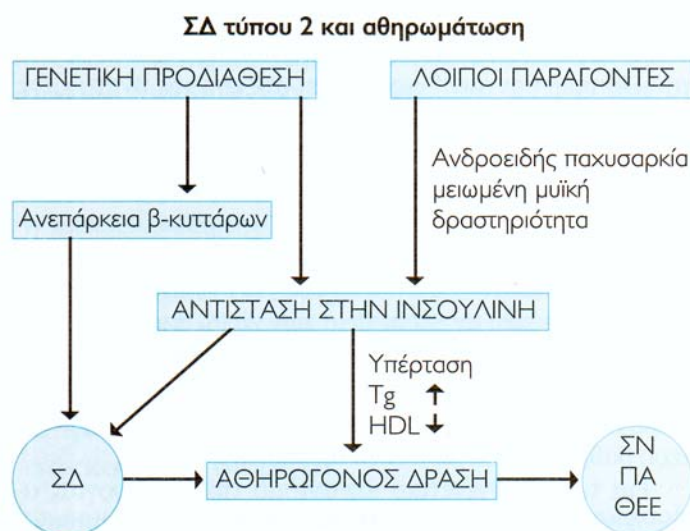 ΣΔ τύπου 2 και αθηρωμάτωση
ΓΕΝΕΤΙΚΗ ΠΡΟΔΙΑΘΕΣΗ
ΛΟΙΠΟΙ ΠΑΡΑΓΟΝΤΕΣ
Ανδροειδής παχυσαρκία
μειωμένη μυϊκή
δραστηριότητα
Ανεπάρκεια β-κυττάρων
ΑΝΤΙΣΤΑΣΗ ΣΤΗΝ ΙΝΣΟΥΛΙΝΗ
Υπέρταση
Tg ↑
HDL ↓
ΣΔ
ΑΘΗΡΩΓΟΝΟΣ ΔΡΑΣΗ
ΣΝ
ΠΑ
ΘΕΕ